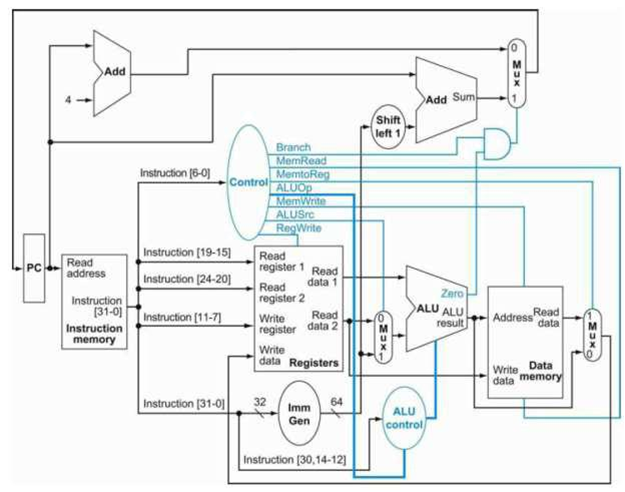 0
M
u
x
1
Add
4
Add Sum
Shift
left 1
Branch
MemRead
MemtoReg
ALUOp
MemWrite
ALUSrc
RegWrite
Control
Instruction [6-0]
PC
Read
address
Instruction
[31-0]
Instruction
memory
Instruction [19-15]
Instruction [24-20]
Instruction [11-7]
Read
register 1
Read
data 1
Read
register 2
Write
register
Read
data 2
Write
data
Registers
0
M
u
x
1
Zero
ALU
ALU
result
Address
Read
data
Write
data
Data
memory
1
M
u
x
0
Instruction [31-0]
32
Imm
Gen
64
ALU
control
Instruction [30,14-12]